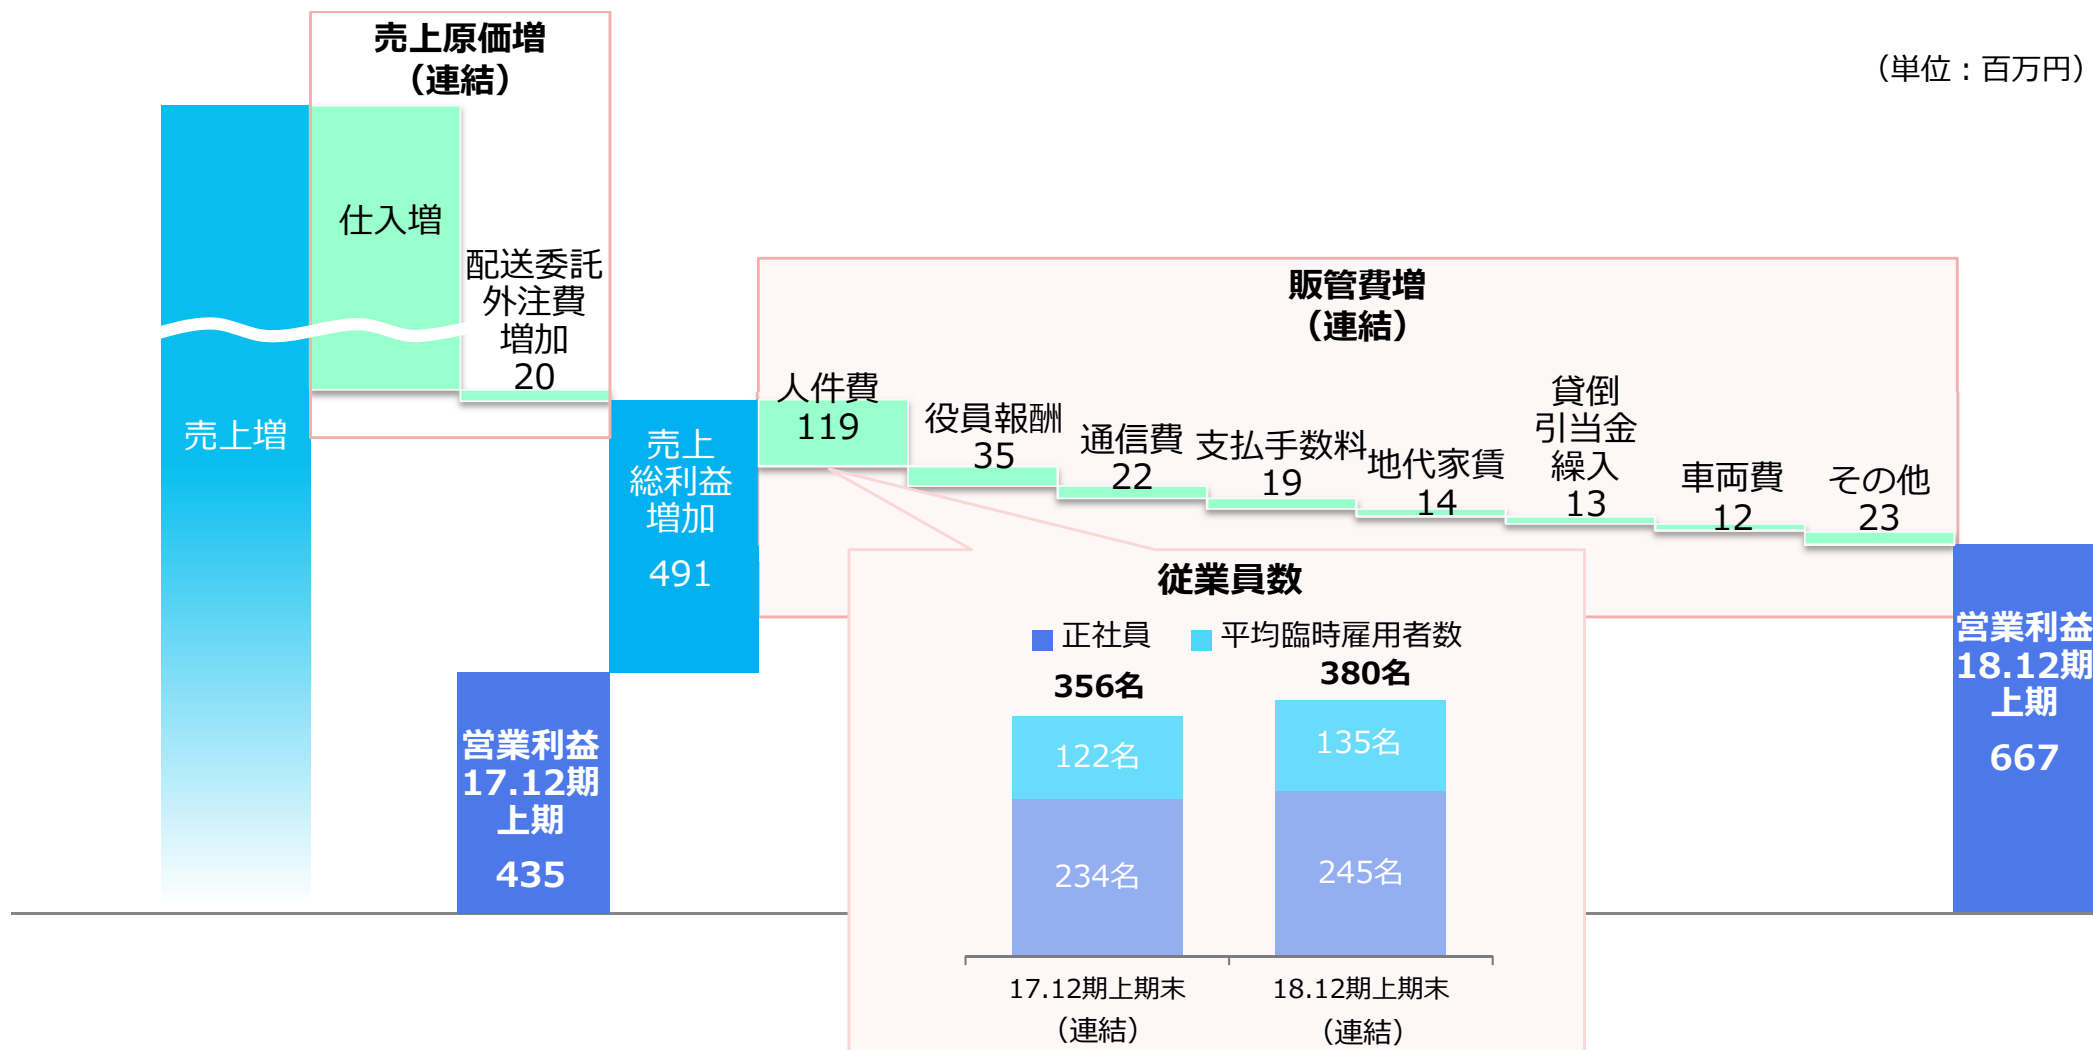 売上原価増
（連結）
（単位：百万円）
売上増
仕入増
配送委託
外注費
増加
20
営業利益
17.12期
上期
435
売上
総利益
増加
491
販管費増
（連結）
人件費
119
役員報酬
35
通信費
22
支払手数料
19
地代家賃
14
貸倒
引当金
繰入
13
車両費
12
その他
23
営業利益
18.12期
上期
667
従業員数
正社員
平均臨時雇用者数
356名
380名
122名
135名
234名
245名
17.12期上期末
（連結）
18.12期上期末
（連結）